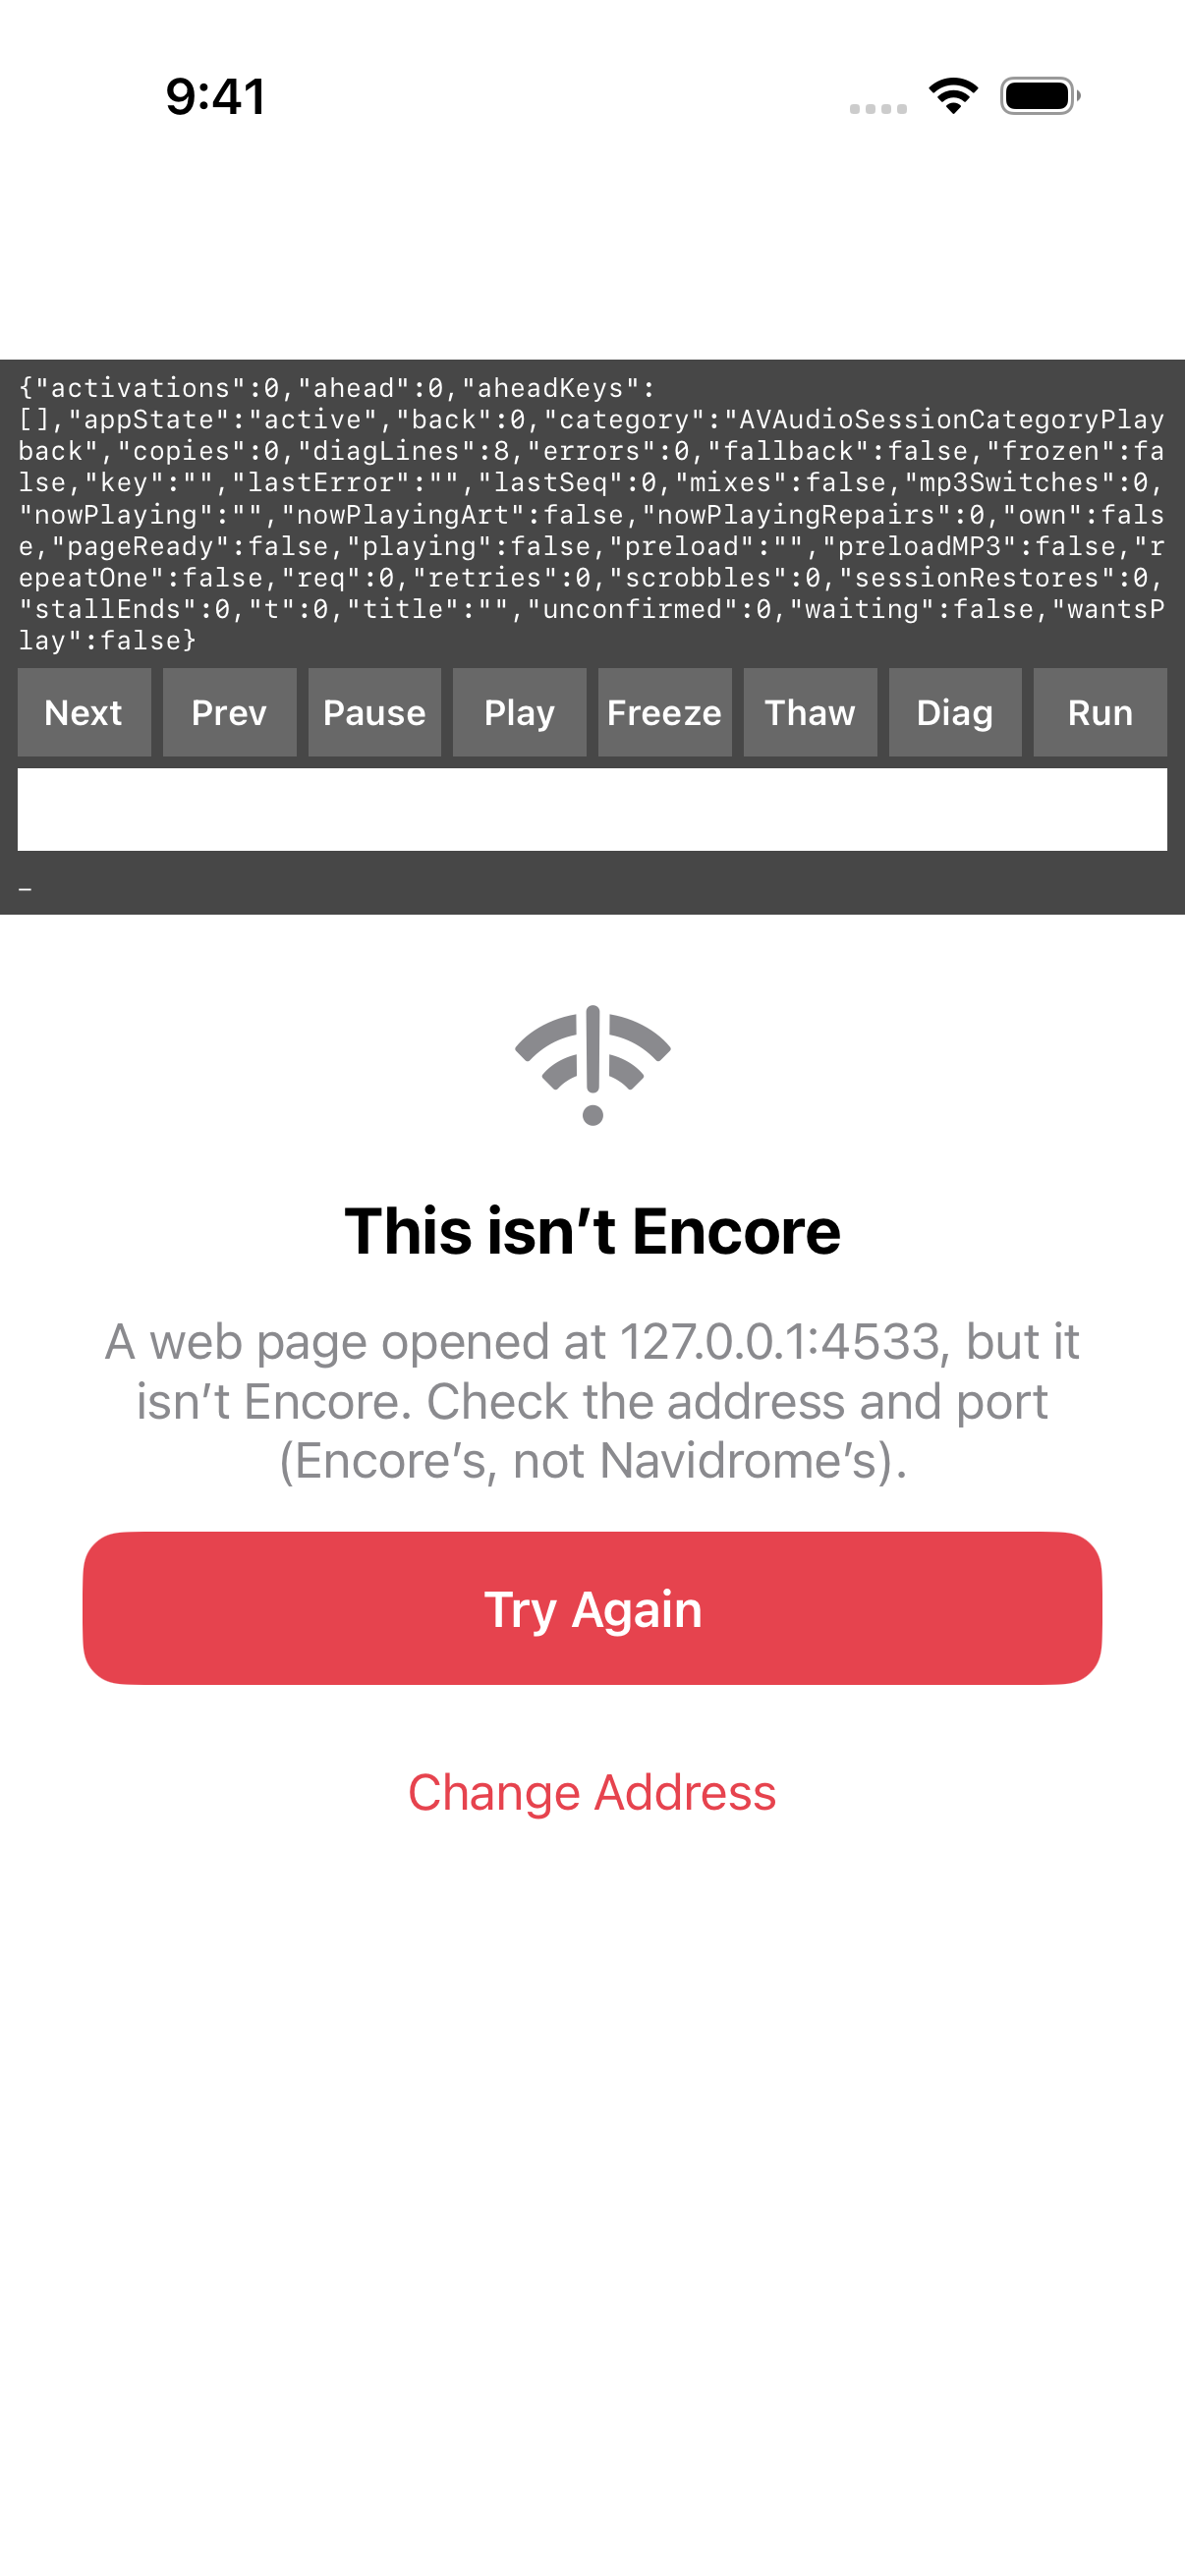 9:41
{"activations":0,"ahead":0,"aheadKeys":
[],"appState":"active","back":0,"category":"AVAudioSessionCategoryPlay
back","copies":0,"diagLines":8,"errors":0,"fallback":false,"frozen":fa
lse,"key":"","lastError":"","lastSeq":0,"mixes":false,"mp3Switches":0,
"nowPlaying":"","nowPlayingArt":false,"nowPlayingRepairs":0,"own":fals
e,"pageReady":false,"playing":false,"preload":"","preloadMP3":false,"r
epeatOne":false,"req":0,"retries":0,"scrobbles":0,"sessionRestores":0,
"stallEnds":0,"t":0,"title":"","unconfirmed":0,"waiting":false,"wantsP
lay":false}
Next Prev Pause Play Freeze Thaw Diag Run
–
This isn’t Encore
A web page opened at 127.0.0.1:4533, but it
isn’t Encore. Check the address and port
(Encore’s, not Navidrome’s).
Try Again
Change Address